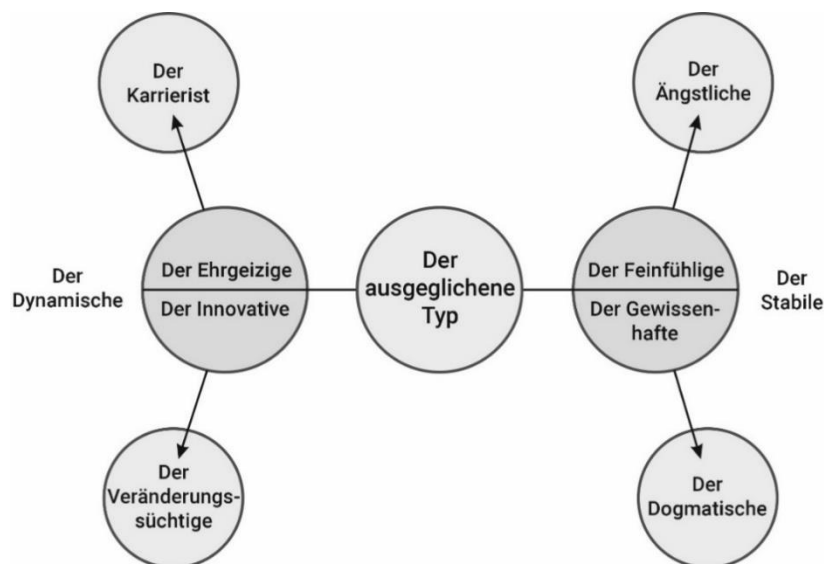 Der
Karrierist
Der
Ängstliche
Der
Dynamische
Der Ehrgeizige
Der Innovative
Der
ausgeglichene
Typ
Der Feinfühlige
Der Gewissen-
hafte
Der
Stabile
Der
Veränderungs-
süchtige
Der
Dogmatische